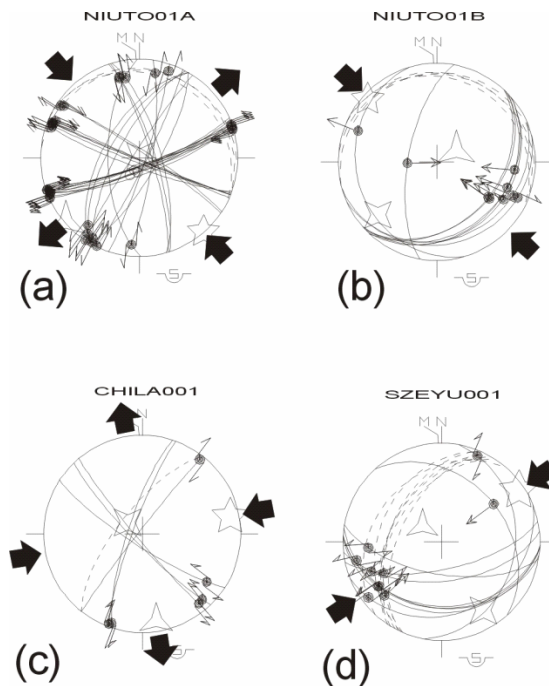 NIUTO01A
M N
S
(a)
NIUTO01B
M N
S
(b)
CHILA001
N
S
(c)
SZEYU001
M N
S
(d)